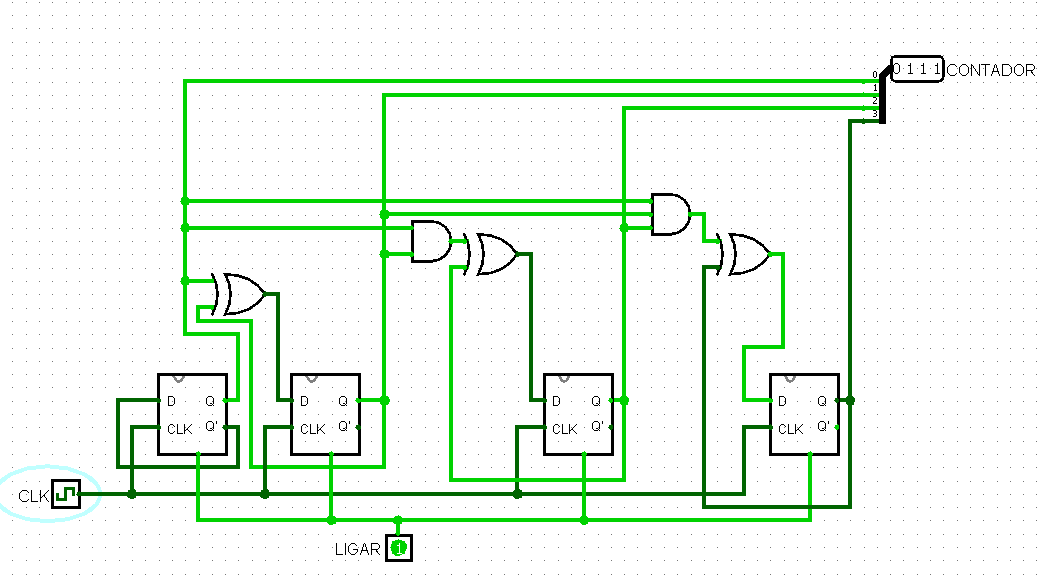 0
1
2
3
0 1 1 1 CONTADOR
D Q
CLK Q'
D Q
CLK Q'
D Q
CLK Q'
D Q
CLK Q'
CLK
LIGAR 1